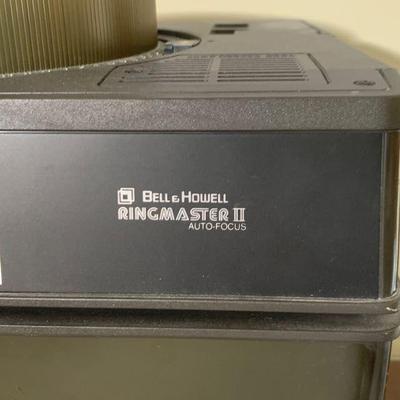 BELL & HOWELL
RINGMASTER II
AUTO-FOCUS